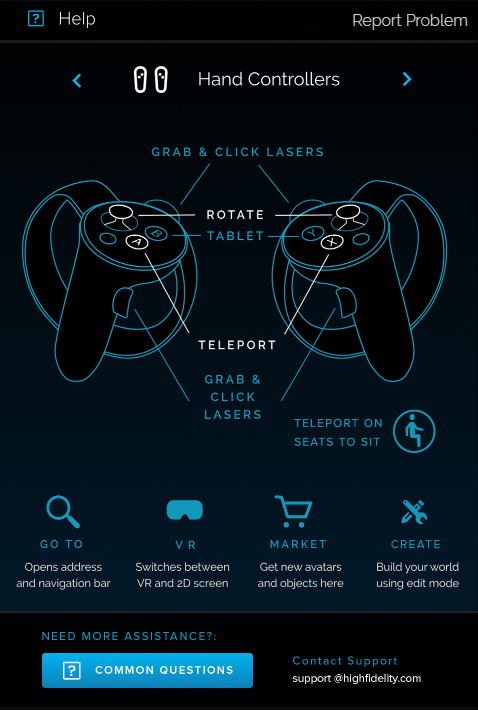 ? Help
Report Problem
Hand Controllers
GRAB & CLICK LASERS
ROTATE
TABLET
B
Y
A
X
TELEPORT
GRAB &
CLICK
LASERS
TELEPORT ON
SEATS TO SIT
GO TO
Opens address
and navigation bar
VR
Switches between
VR and 2D screen
MARKET
Get new avatars
and objects here
CREATE
Build your world
using edit mode
NEED MORE ASSISTANCE?:
? COMMON QUESTIONS
Contact Support
support @highfidelity.com